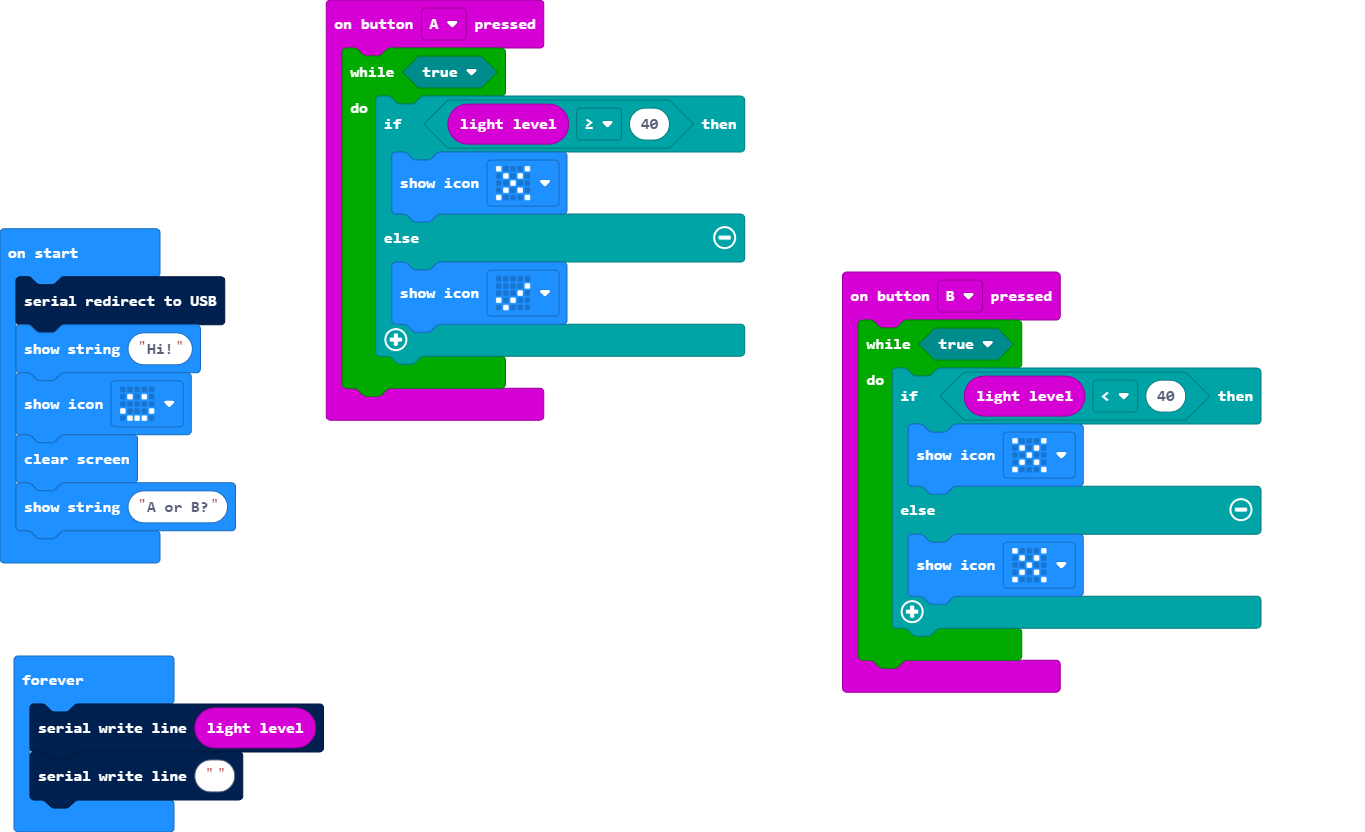 on button A pressed
while true
do
if light level ≥ 40 then
show icon
else
show icon
on start
serial redirect to USB
show string "Hi!"
show icon
clear screen
show string "A or B?"
on button B pressed
while true
do
if light level < 40 then
show icon
else
show icon
forever
serial write line light level
serial write line " "